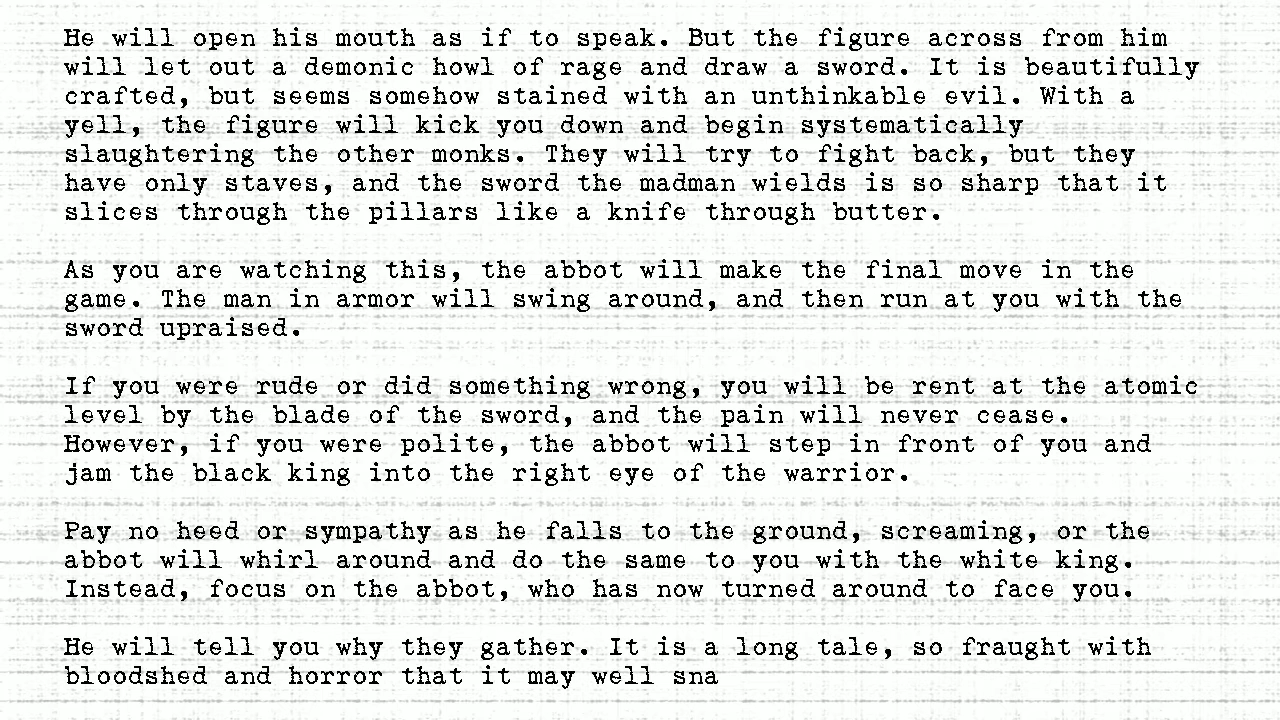 He will open his mouth as if to speak. But the figure across from him
will let out a demonic howl of rage and draw a sword. It is beautifully
crafted, but seems somehow stained with an unthinkable evil. With a
yell, the figure will kick you down and begin systematically
slaughtering the other monks. They will try to fight back, but they
have only staves, and the sword the madman wields is so sharp that it
slices through the pillars like a knife through butter.
As you are watching this, the abbot will make the final move in the
game. The man in armor will swing around, and then run at you with the
sword upraised.
If you were rude or did something wrong, you will be rent at the atomic
level by the blade of the sword, and the pain will never cease.
However, if you were polite, the abbot will step in front of you and
jam the black king into the right eye of the warrior.
Pay no heed or sympathy as he falls to the ground, screaming, or the
abbot will whirl around and do the same to you with the white king.
Instead, focus on the abbot, who has now turned around to face you.
He will tell you why they gather. It is a long tale, so fraught with
bloodshed and horror that it may well sna